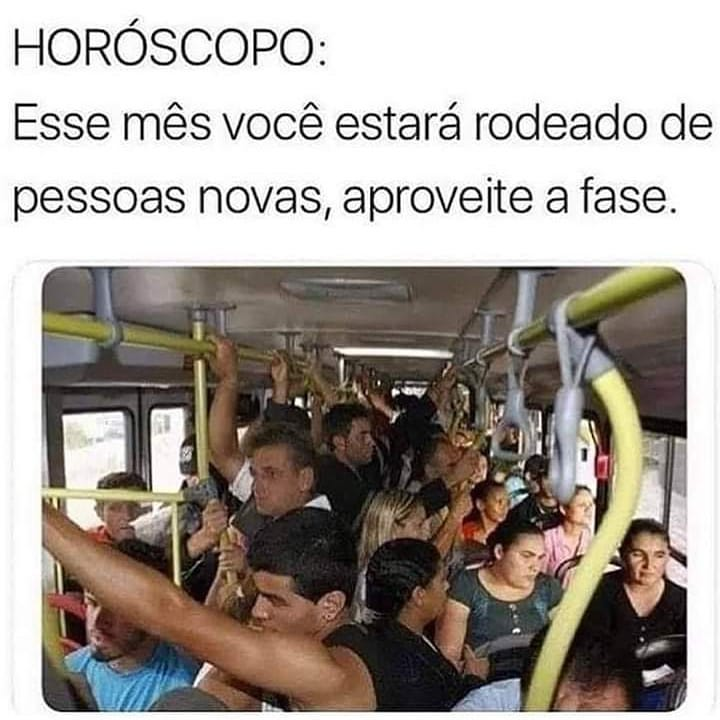 HORÓSCOPO:
Esse mês você estará rodeado de
pessoas novas, aproveite a fase.